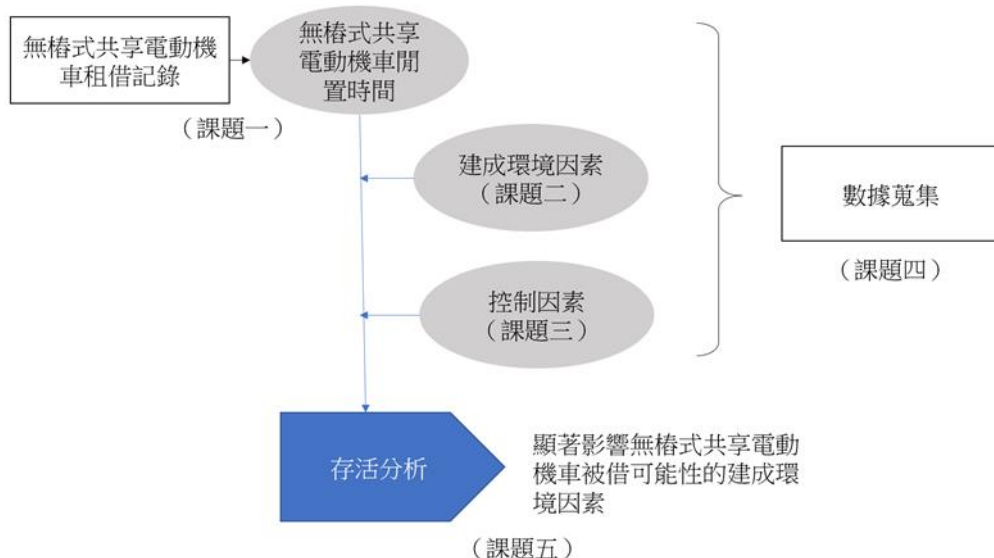 無樁式共享電動機
車租借記錄
（課題一）
無樁式共享
電動機車閒
置時間
建成環境因素
（課題二）
控制因素
（課題三）
數據蒐集
（課題四）
存活分析
顯著影響無樁式共享電動
機車被借可能性的建成環
境因素
（課題五）